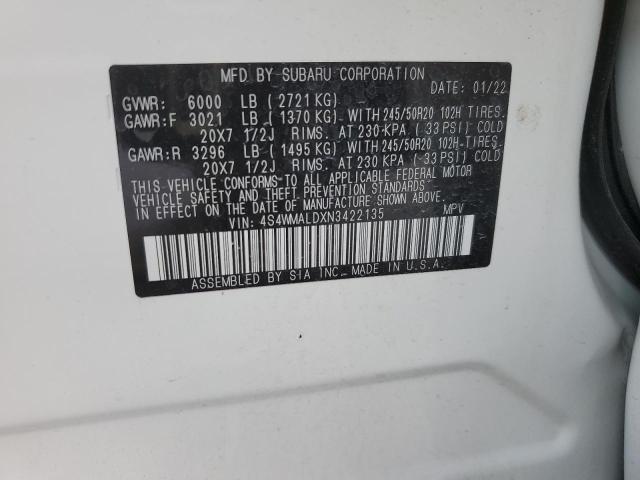 MFD BY SUBARU CORPORATION
DATE: 01/22
GVWR: 6000 LB (2721 KG)
GAWR:F 3021 LB (1370 KG) WITH 245/50R20 102H TIRES.
20X7 1/2J RIMS. AT 230 KPA (33 PSI) COLD
GAWR:R 3296 LB (1495 KG) WITH 245/50R20 102H TIRES.
20X7 1/2J RIMS. AT 230 KPA (33 PSI) COLD
THIS VEHICLE CONFORMS TO ALL APPLICABLE FEDERAL MOTOR
VEHICLE SAFETY AND THEFT PREVENTION STANDARDS
IN EFFECT ON THE DATE OF MANUFACTURE SHOWN ABOVE.
VIN: 4S4WMALDXN3422135 MPV
ASSEMBLED BY SIA INC. MADE IN U.S.A.